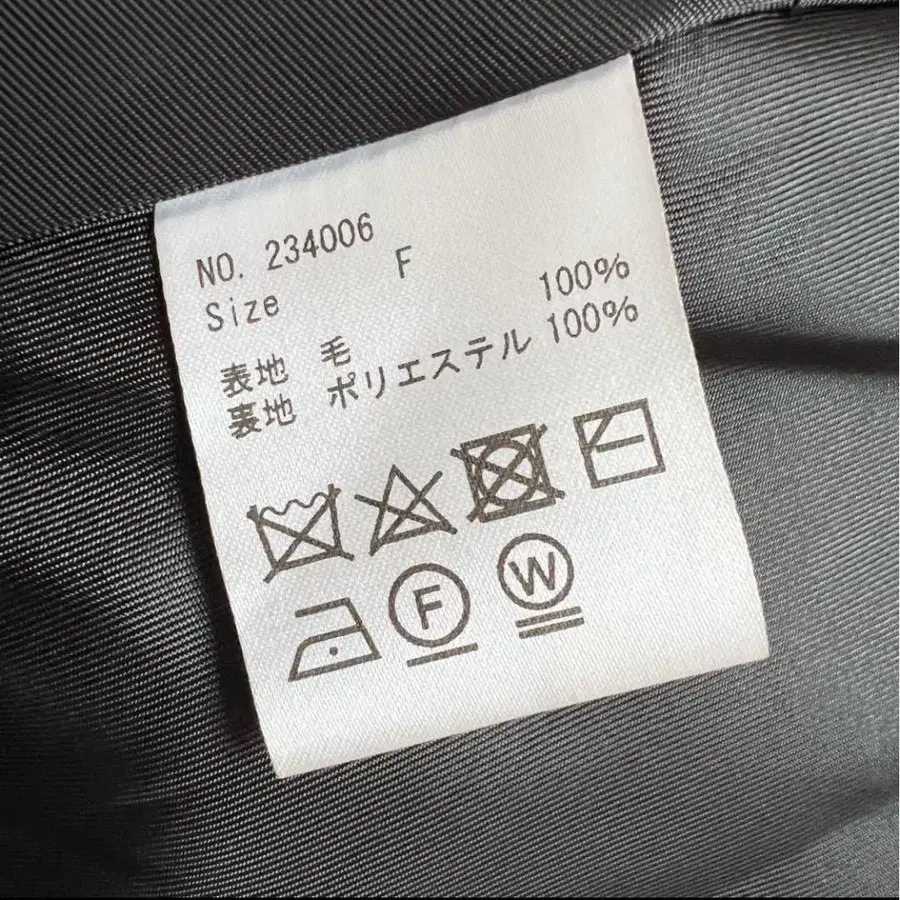 NO. 234006
Size F
表地 毛 100%
裏地 ポリエステル 100%
F
W